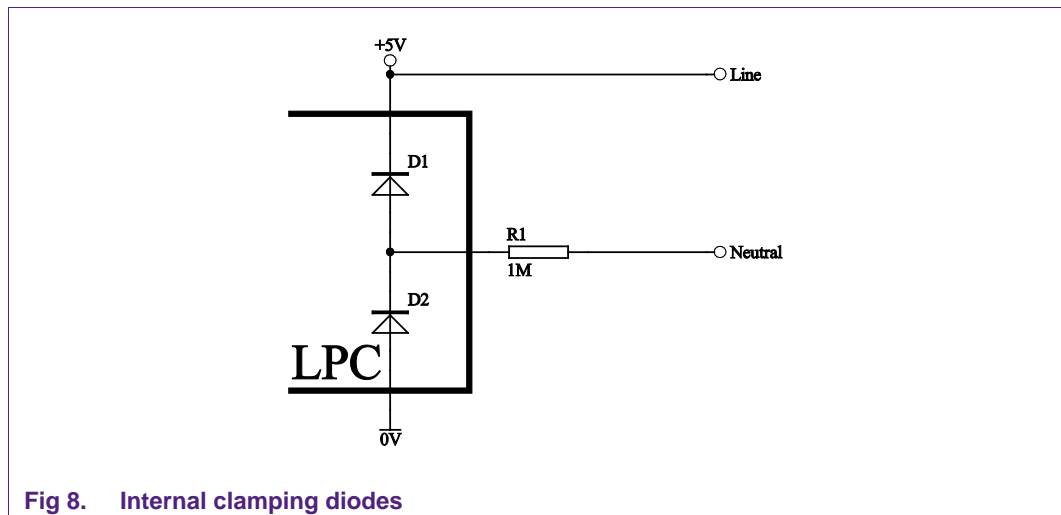 +5V
Line
D1
R1
Neutral
1M
D2
LPC
0V
Fig 8. Internal clamping diodes